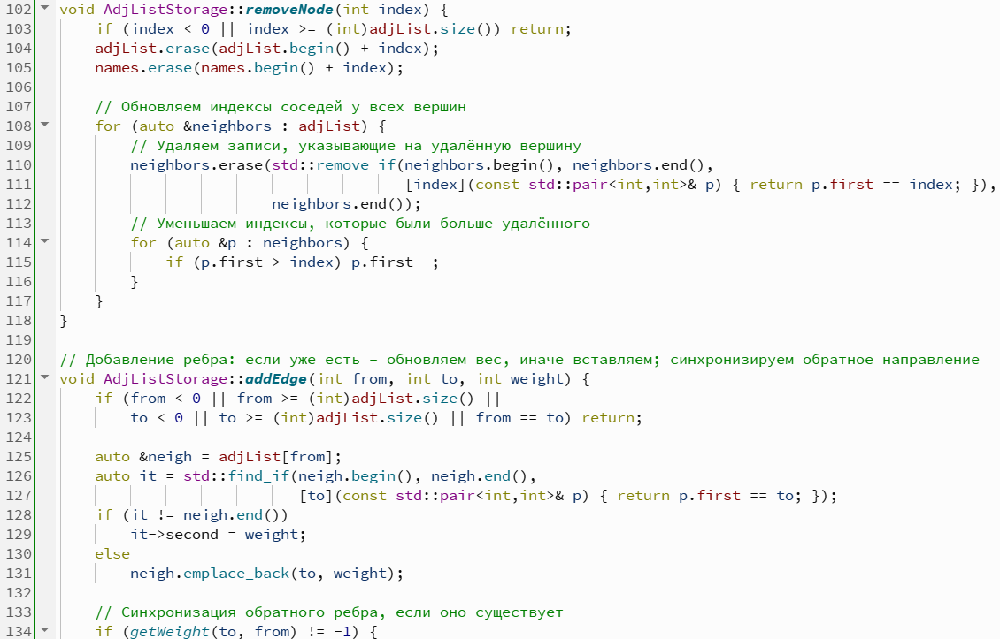 102 void AdjListStorage::removeNode(int index) {
103     if (index < 0 || index >= (int)adjList.size()) return;
104     adjList.erase(adjList.begin() + index);
105     names.erase(names.begin() + index);
106
107     // Обновляем индексы соседей у всех вершин
108     for (auto &neighbors : adjList) {
109         // Удаляем записи, указывающие на удалённую вершину
110         neighbors.erase(std::remove_if(neighbors.begin(), neighbors.end(),
111                                        [index](const std::pair<int,int>& p) { return p.first == index; }),
112                         neighbors.end());
113         // Уменьшаем индексы, которые были больше удалённого
114         for (auto &p : neighbors) {
115             if (p.first > index) p.first--;
116         }
117     }
118 }
119
120 // Добавление ребра: если уже есть – обновляем вес, иначе вставляем; синхронизируем обратное направление
121 void AdjListStorage::addEdge(int from, int to, int weight) {
122     if (from < 0 || from >= (int)adjList.size() ||
123         to < 0 || to >= (int)adjList.size() || from == to) return;
124
125     auto &neigh = adjList[from];
126     auto it = std::find_if(neigh.begin(), neigh.end(),
127                            [to](const std::pair<int,int>& p) { return p.first == to; });
128     if (it != neigh.end())
129         it->second = weight;
130     else
131         neigh.emplace_back(to, weight);
132
133     // Синхронизация обратного ребра, если оно существует
134     if (getWeight(to, from) != -1) {